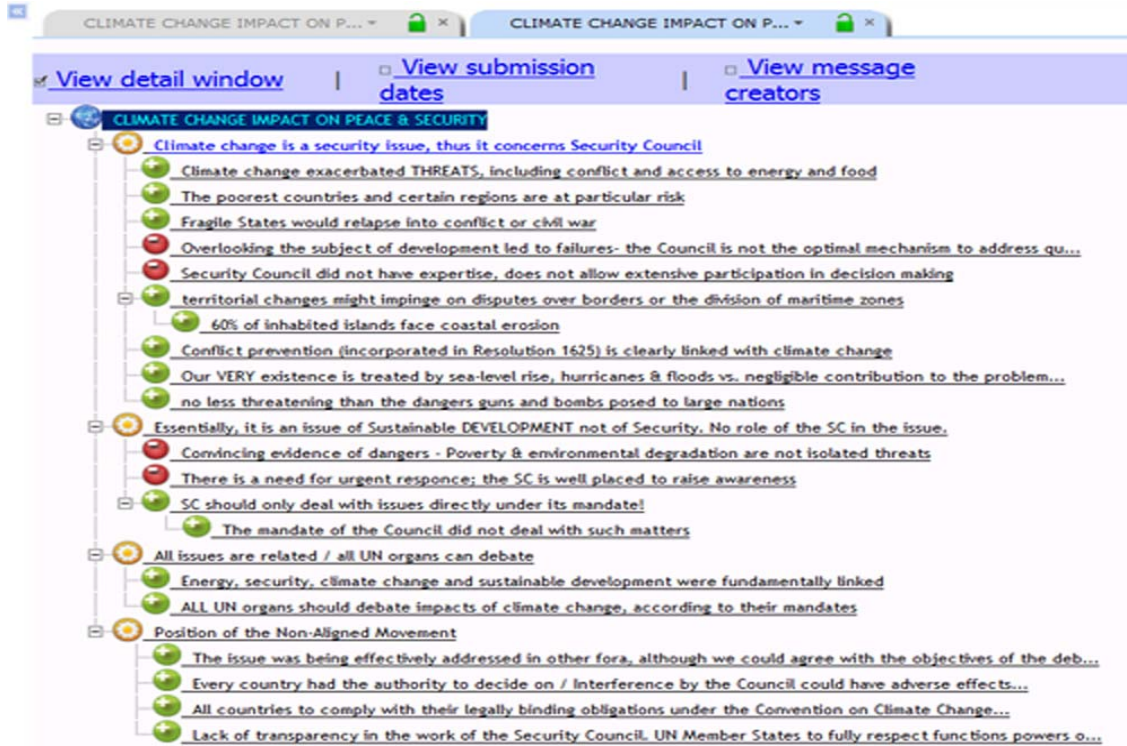 CLIMATE CHANGE IMPACT ON P...
CLIMATE CHANGE IMPACT ON P...
View detail window | View submission dates | View message creators
CLIMATE CHANGE IMPACT ON PEACE & SECURITY
Climate change is a security issue, thus it concerns Security Council
Climate change exacerbated THREATS, including conflict and access to energy and food
The poorest countries and certain regions are at particular risk
Fragile States would relapse into conflict or civil war
Overlooking the subject of development led to failures- the Council is not the optimal mechanism to address qu...
Security Council did not have expertise, does not allow extensive participation in decision making
territorial changes might impinge on disputes over borders or the division of maritime zones
60% of inhabited islands face coastal erosion
Conflict prevention (incorporated in Resolution 1625) is clearly linked with climate change
Our VERY existence is treated by sea-level rise, hurricanes & floods vs. negligible contribution to the problem...
no less threatening than the dangers guns and bombs posed to large nations
Essentially, it is an issue of Sustainable DEVELOPMENT not of Security. No role of the SC in the issue.
Convincing evidence of dangers - Poverty & environmental degradation are not isolated threats
There is a need for urgent responce; the SC is well placed to raise awareness
SC should only deal with issues directly under its mandate!
The mandate of the Council did not deal with such matters
All issues are related / all UN organs can debate
Energy, security, climate change and sustainable development were fundamentally linked
ALL UN organs should debate impacts of climate change, according to their mandates
Position of the Non-Aligned Movement
The issue was being effectively addressed in other fora, although we could agree with the objectives of the deb...
Every country had the authority to decide on / Interference by the Council could have adverse effects...
All countries to comply with their legally binding obligations under the Convention on Climate Change...
Lack of transparency in the work of the Security Council. UN Member States to fully respect functions powers o...